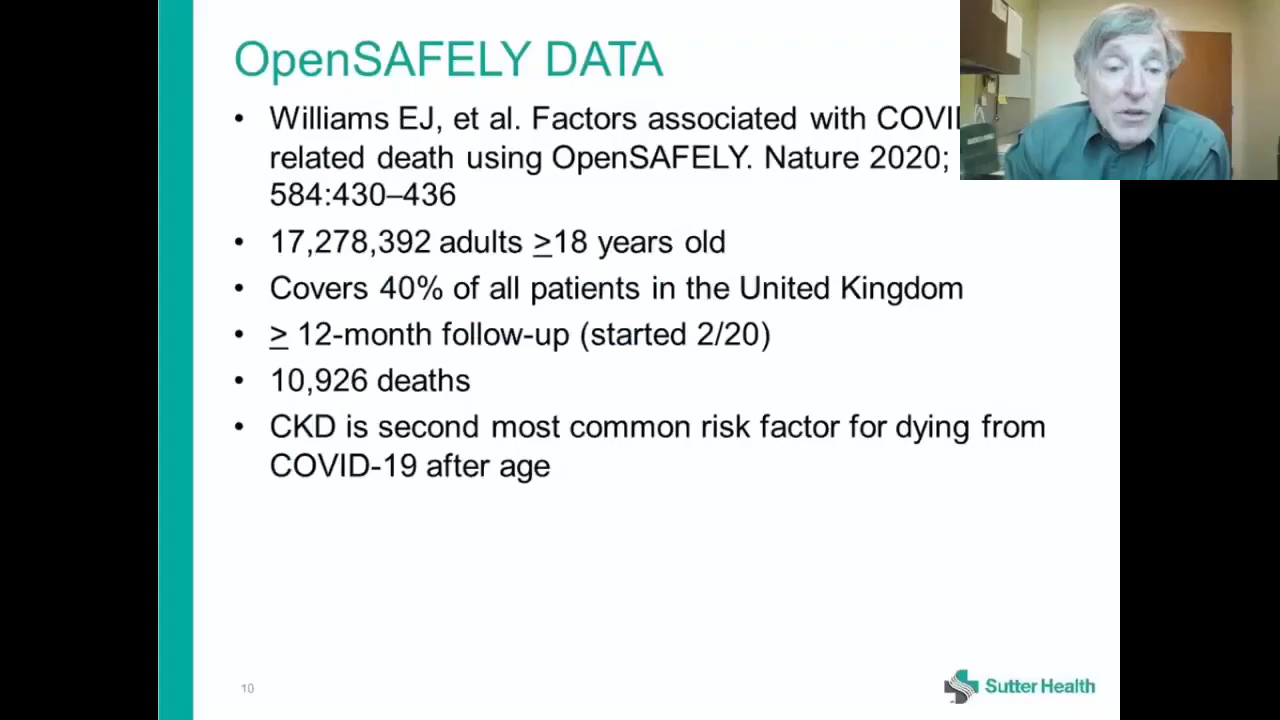 OpenSAFELY DATA
• Williams EJ, et al. Factors associated with
related death using OpenSAFELY. Nature 2020;
584:430–436
• 17,278,392 adults ≥18 years old
• Covers 40% of all patients in the United Kingdom
• ≥ 12-month follow-up (started 2/20)
• 10,926 deaths
• CKD is second most common risk factor for dying from
COVID-19 after age
10
Sutter Health